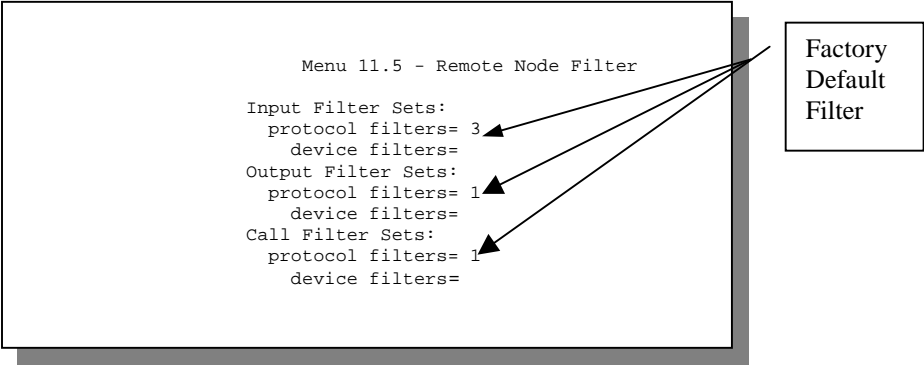 Menu 11.5 - Remote Node Filter
Input Filter Sets:
protocol filters= 3
device filters=
Output Filter Sets:
protocol filters= 1
device filters=
Call Filter Sets:
protocol filters= 1
device filters=
Factory
Default
Filter